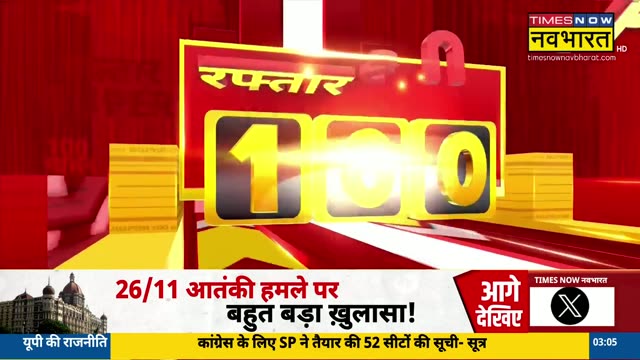 TIMES NOW
नवभारत
HD
timesnownavbharat.com
रफ्तार
100
26/11 आतंकी हमले पर
बहुत बड़ा ख़ुलासा!
आगे
देखिए
TIMES NOW नवभारत
X
यूपी की राजनीति
कांग्रेस के लिए SP ने तैयार की 52 सीटों की सूची- सूत्र
03:05